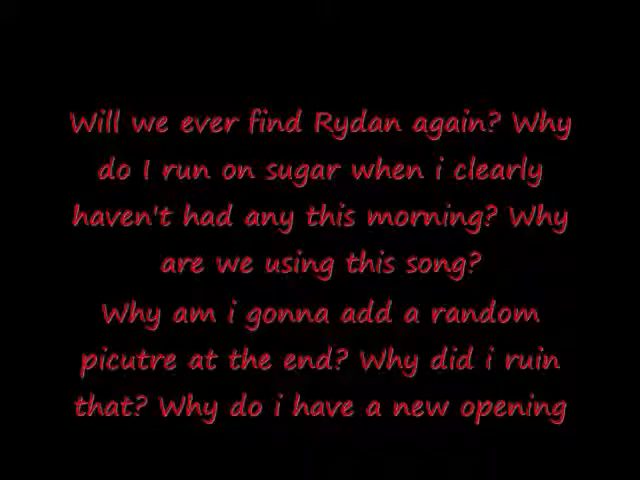 Will we ever find Rydan again? Why
do I run on sugar when i clearly
haven't had any this morning? Why
are we using this song?
Why am i gonna add a random
picutre at the end? Why did i ruin
that? Why do i have a new opening